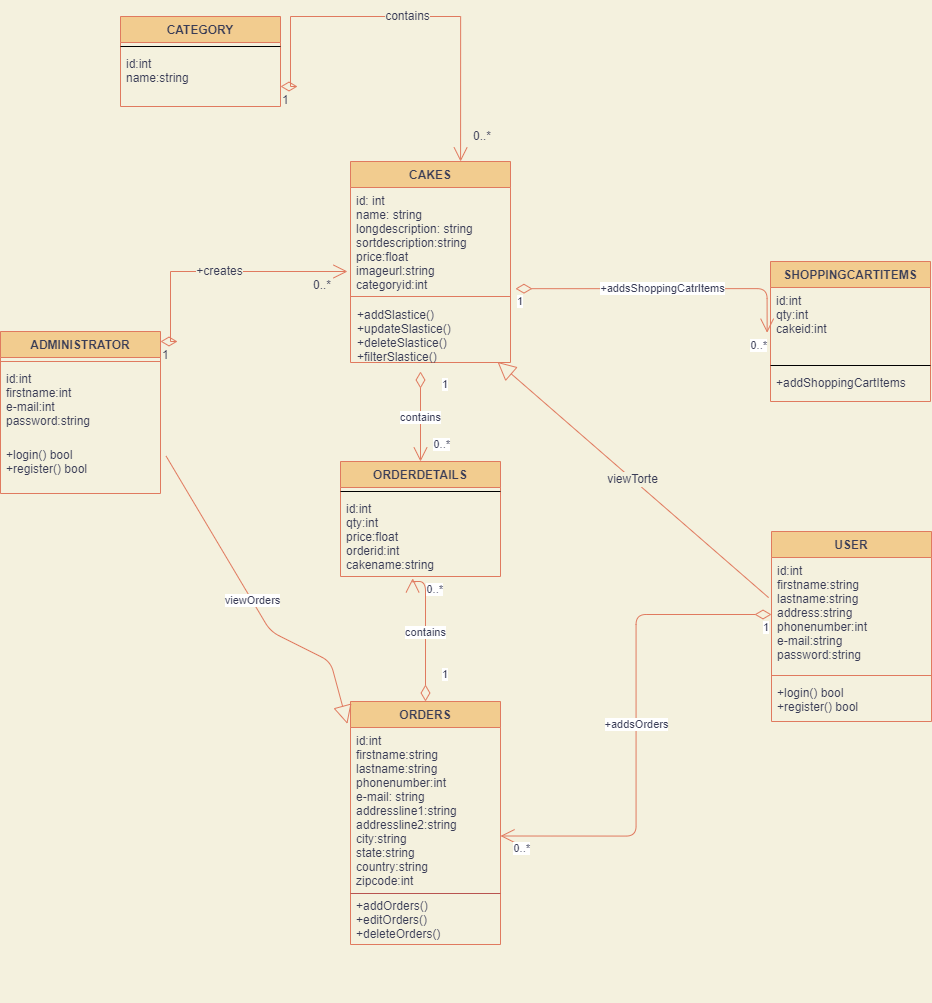 CATEGORY
id:int
name:string
contains
1
0..*
CAKES
id: int
name: string
longdescription: string
sortdescription:string
price:float
imageurl:string
categoryid:int
+addSlastice()
+updateSlastice()
+deleteSlastice()
+filterSlastice()
+creates
0..*
1
+addsShoppingCatrItems
1
0..*
SHOPPINGCARTITEMS
id:int
qty:int
cakeid:int
+addShoppingCartItems
ADMINISTRATOR
id:int
firstname:int
e-mail:int
password:string
+login() bool
+register() bool
1
contains
0..*
ORDERDETAILS
id:int
qty:int
price:float
orderid:int
cakename:string
viewTorte
USER
id:int
firstname:string
lastname:string
address:string
phonenumber:int
e-mail:string
password:string
+login() bool
+register() bool
1
0..*
contains
1
viewOrders
+addsOrders
0..*
ORDERS
id:int
firstname:string
lastname:string
phonenumber:int
e-mail: string
addressline1:string
addressline2:string
city:string
state:string
country:string
zipcode:int
+addOrders()
+editOrders()
+deleteOrders()